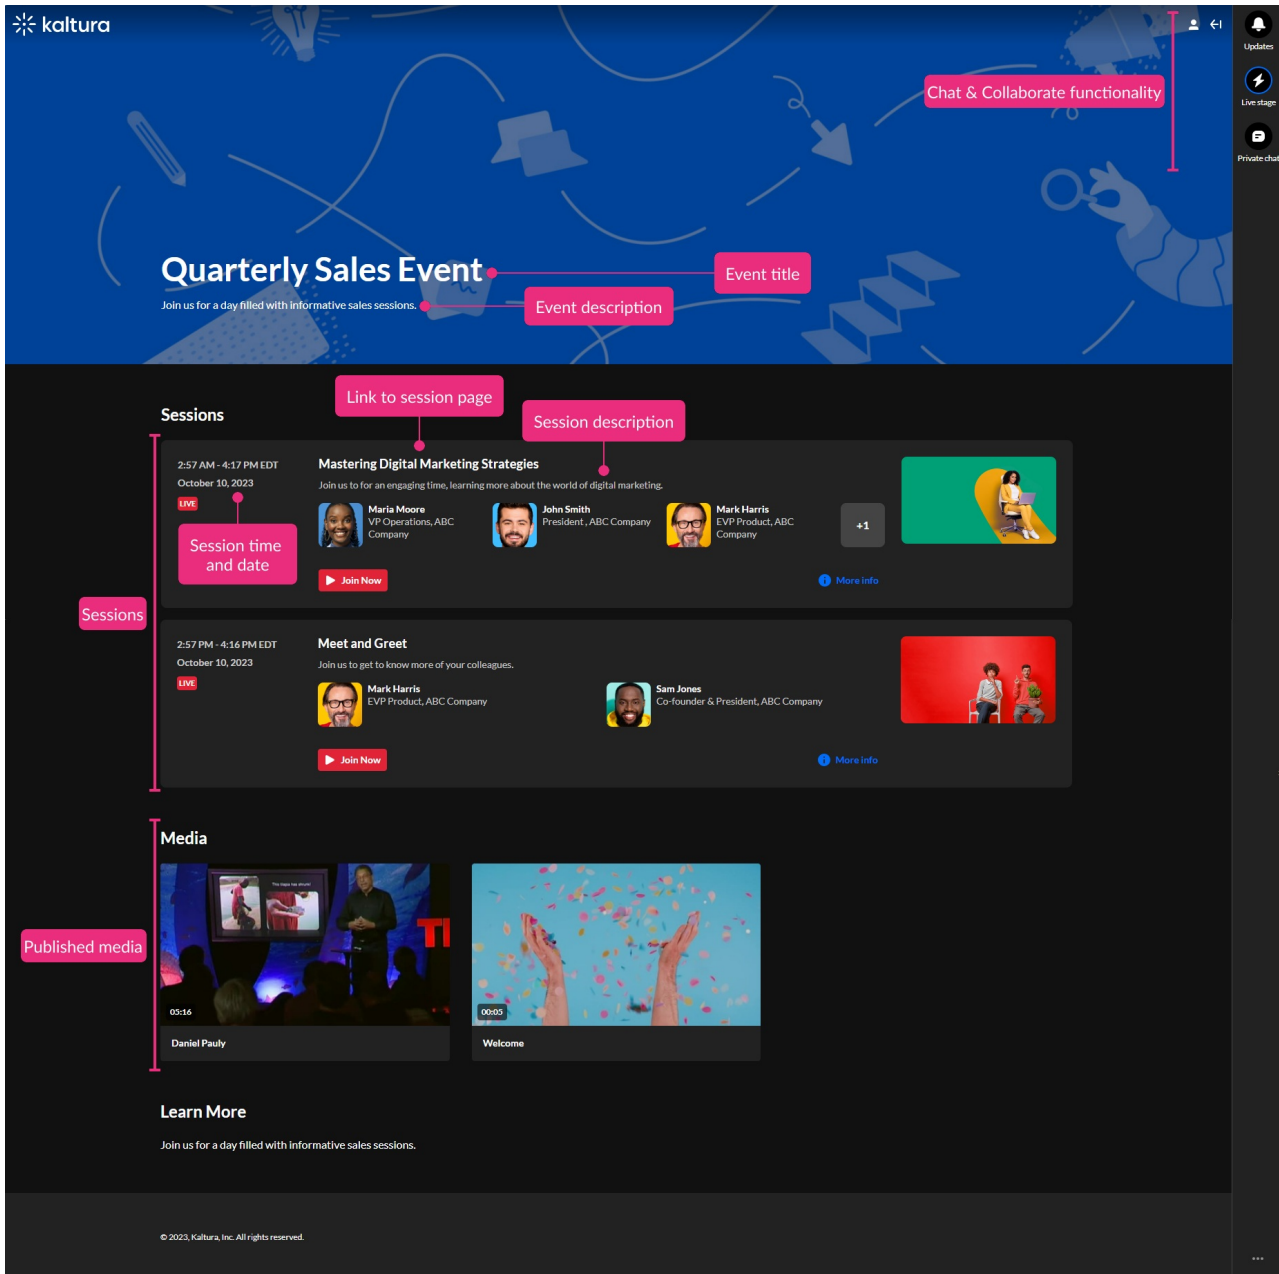 kaltura
Updates
Chat & Collaborate functionality
Live stage
Private chat
Quarterly Sales Event
Event title
Join us for a day filled with informative sales sessions.
Event description
Link to session page
Sessions
Session description
2:57 AM - 4:17 PM EDT
October 10, 2023
LIVE
Session time
and date
Mastering Digital Marketing Strategies
Join us to for an engaging time, learning more about the world of digital marketing.
Maria Moore
VP Operations, ABC
Company
John Smith
President , ABC Company
Mark Harris
EVP Product, ABC
Company
+1
Join Now
More info
Sessions
2:57 PM - 4:16 PM EDT
October 10, 2023
LIVE
Meet and Greet
Join us to get to know more of your colleagues.
Mark Harris
EVP Product, ABC Company
Sam Jones
Co-founder & President, ABC Company
Join Now
More info
Media
Published media
TE
05:16
Daniel Pauly
00:05
Welcome
Learn More
Join us for a day filled with informative sales sessions.
© 2023, Kaltura, Inc. All rights reserved.